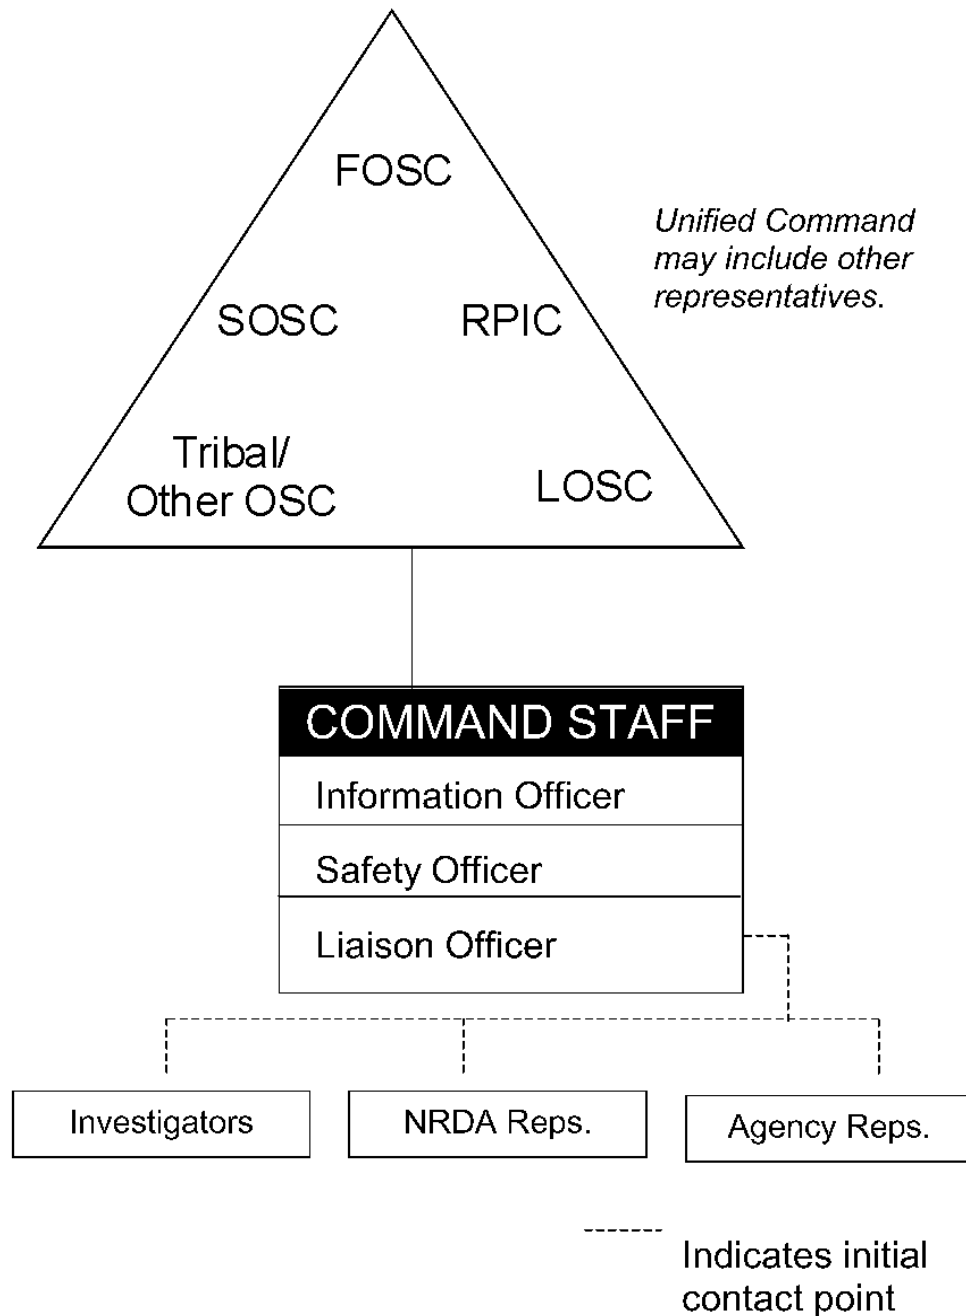 FOSC
Unified Command
may include other
representatives.
SOSC
RPIC
Tribal/
Other OSC
LOSC
COMMAND STAFF
Information Officer
Safety Officer
Liaison Officer
Investigators
NRDA Reps.
Agency Reps.
Indicates initial
contact point